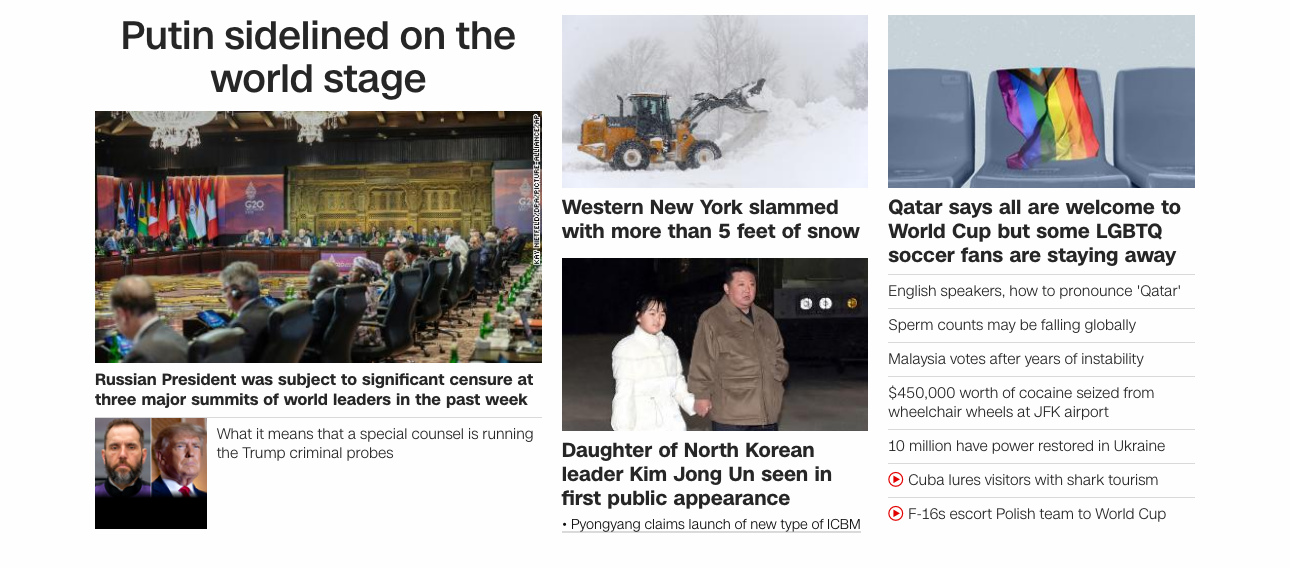 Putin sidelined on the
world stage
G20
G20
KAY NIETFELD/DPA/PICTURE-ALLIANCE/AP
Russian President was subject to significant censure at
three major summits of world leaders in the past week
What it means that a special counsel is running
the Trump criminal probes
Western New York slammed
with more than 5 feet of snow
Daughter of North Korean
leader Kim Jong Un seen in
first public appearance
• Pyongyang claims launch of new type of ICBM
Qatar says all are welcome to
World Cup but some LGBTQ
soccer fans are staying away
English speakers, how to pronounce 'Qatar'
Sperm counts may be falling globally
Malaysia votes after years of instability
$450,000 worth of cocaine seized from
wheelchair wheels at JFK airport
10 million have power restored in Ukraine
Cuba lures visitors with shark tourism
F-16s escort Polish team to World Cup